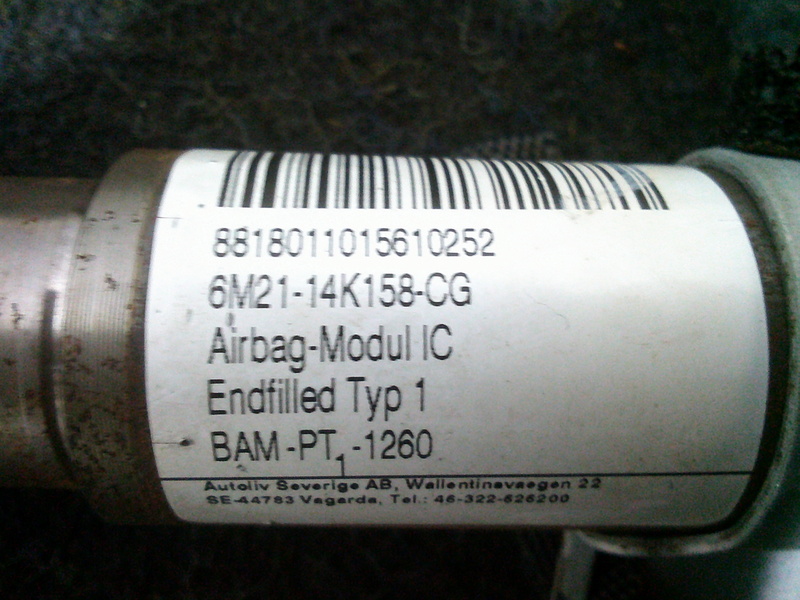 8818011015610252
6M21-14K158-CG
Airbag-Modul IC
Endfilled Typ 1
BAM-PT1-1260
Autoliv Severige AB, Wallentinsvaegen 22
SE-44783 Vagarda, Tel.: 46-322-626200